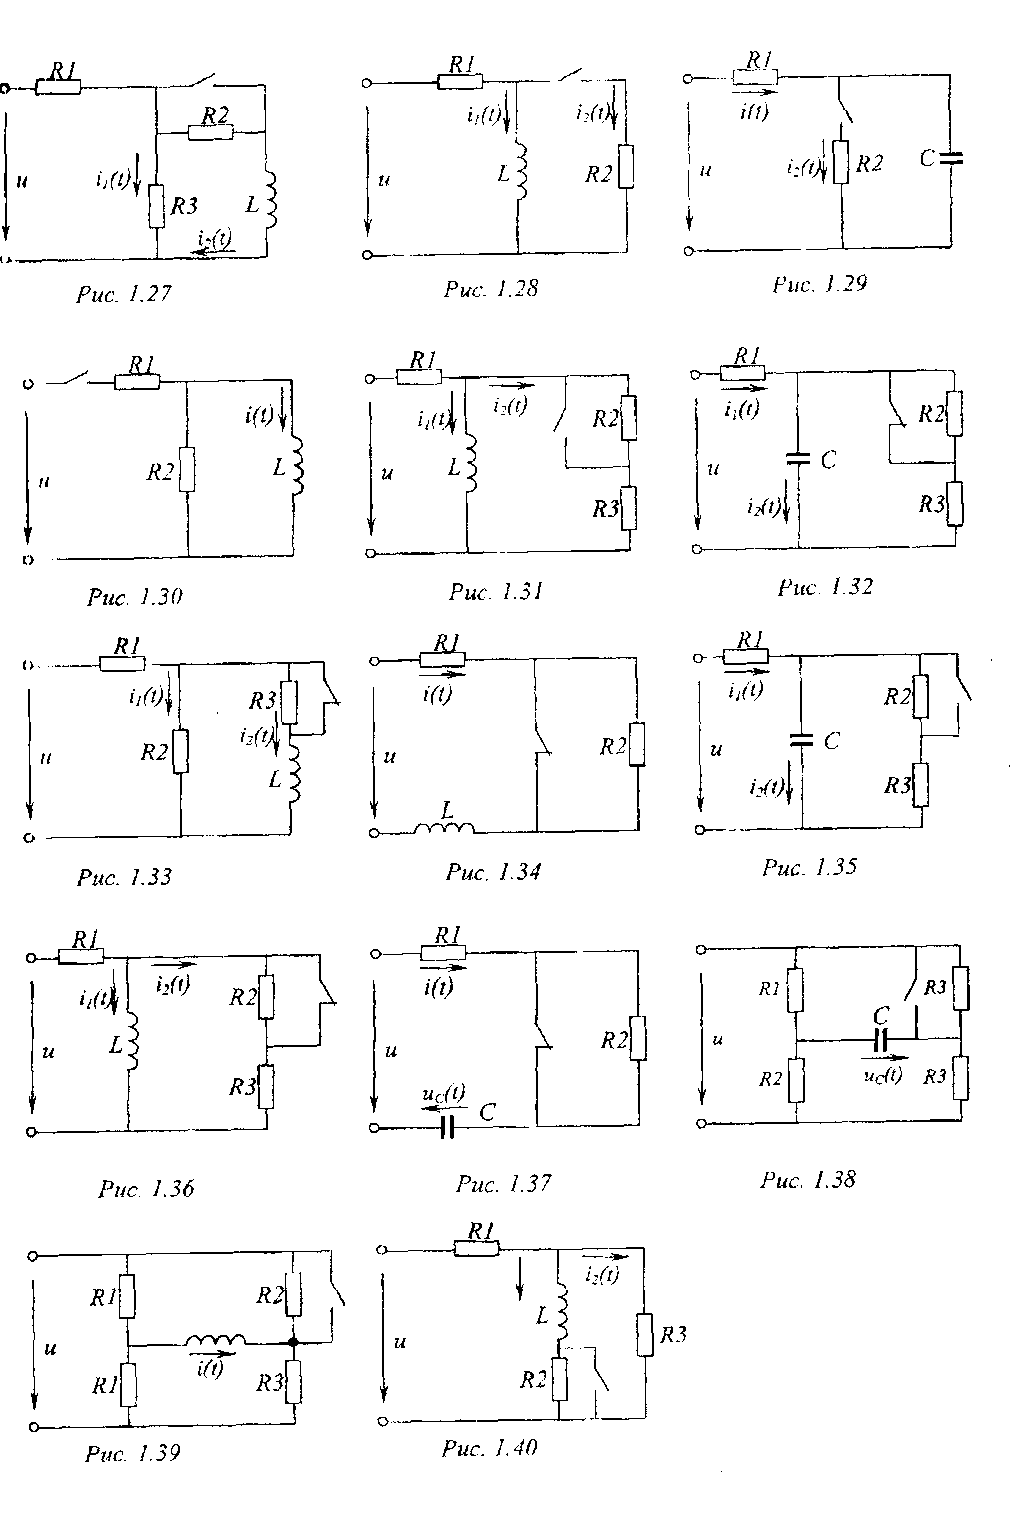 R1
R2
i₁(t)
u
R3
L
i₂(t)
Рис. 1.27
R1
i₁(t)
i₂(t)
u
L
R2
Рис. 1.28
R1
i(t)
u
i₂(t)
R2
C
Рис. 1.29
R1
i(t)
R2
L
u
Рис. 1.30
R1
i₂(t)
i₁(t)
R2
L
u
R3
Рис. 1.31
R1
i₁(t)
R2
C
u
R3
i₂(t)
Рис. 1.32
R1
i₁(t)
R3
i₂(t)
R2
u
L
Рис. 1.33
R1
i(t)
R2
u
L
Рис. 1.34
R1
i₁(t)
R2
C
u
i₂(t)
R3
Рис. 1.35
R1
i₂(t)
i₁(t)
R2
L
u
R3
Рис. 1.36
R1
i(t)
R2
u
u_C(t)
C
Рис. 1.37
R1
R3
C
u
R2
u_C(t)
R3
Рис. 1.38
R1
R2
u
i(t)
R1
R3
Рис. 1.39
R1
i₂(t)
L
u
R3
R2
Рис. 1.40